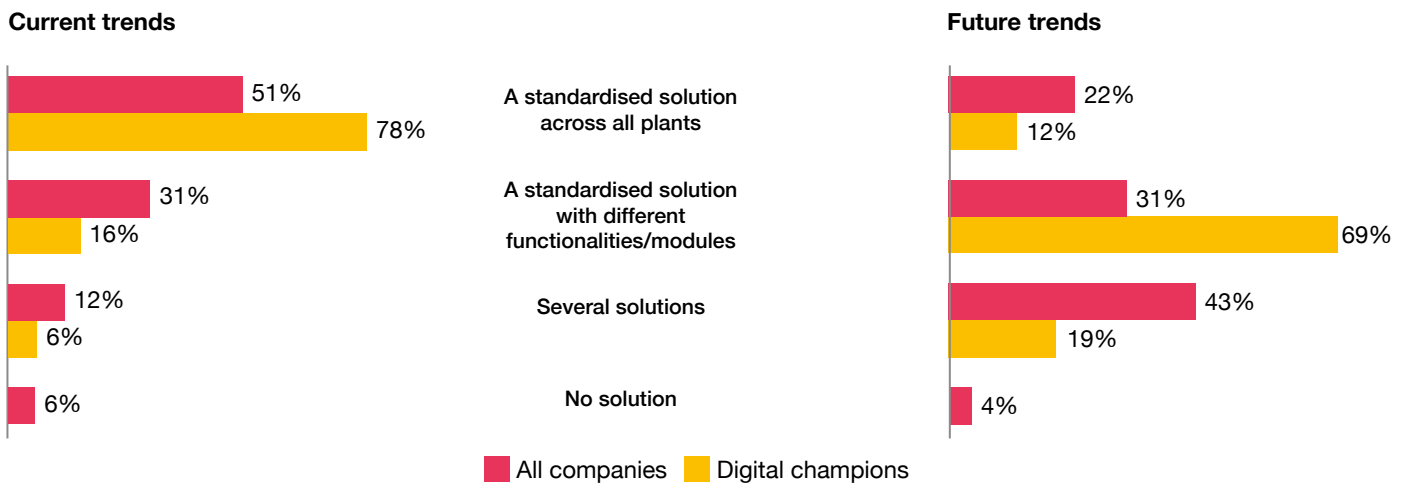 Current trends
Future trends
51%
78%
A standardised solution
across all plants
22%
12%
31%
16%
A standardised solution
with different
functionalities/modules
31%
69%
12%
6%
Several solutions
43%
19%
6%
No solution
4%
All companies
Digital champions